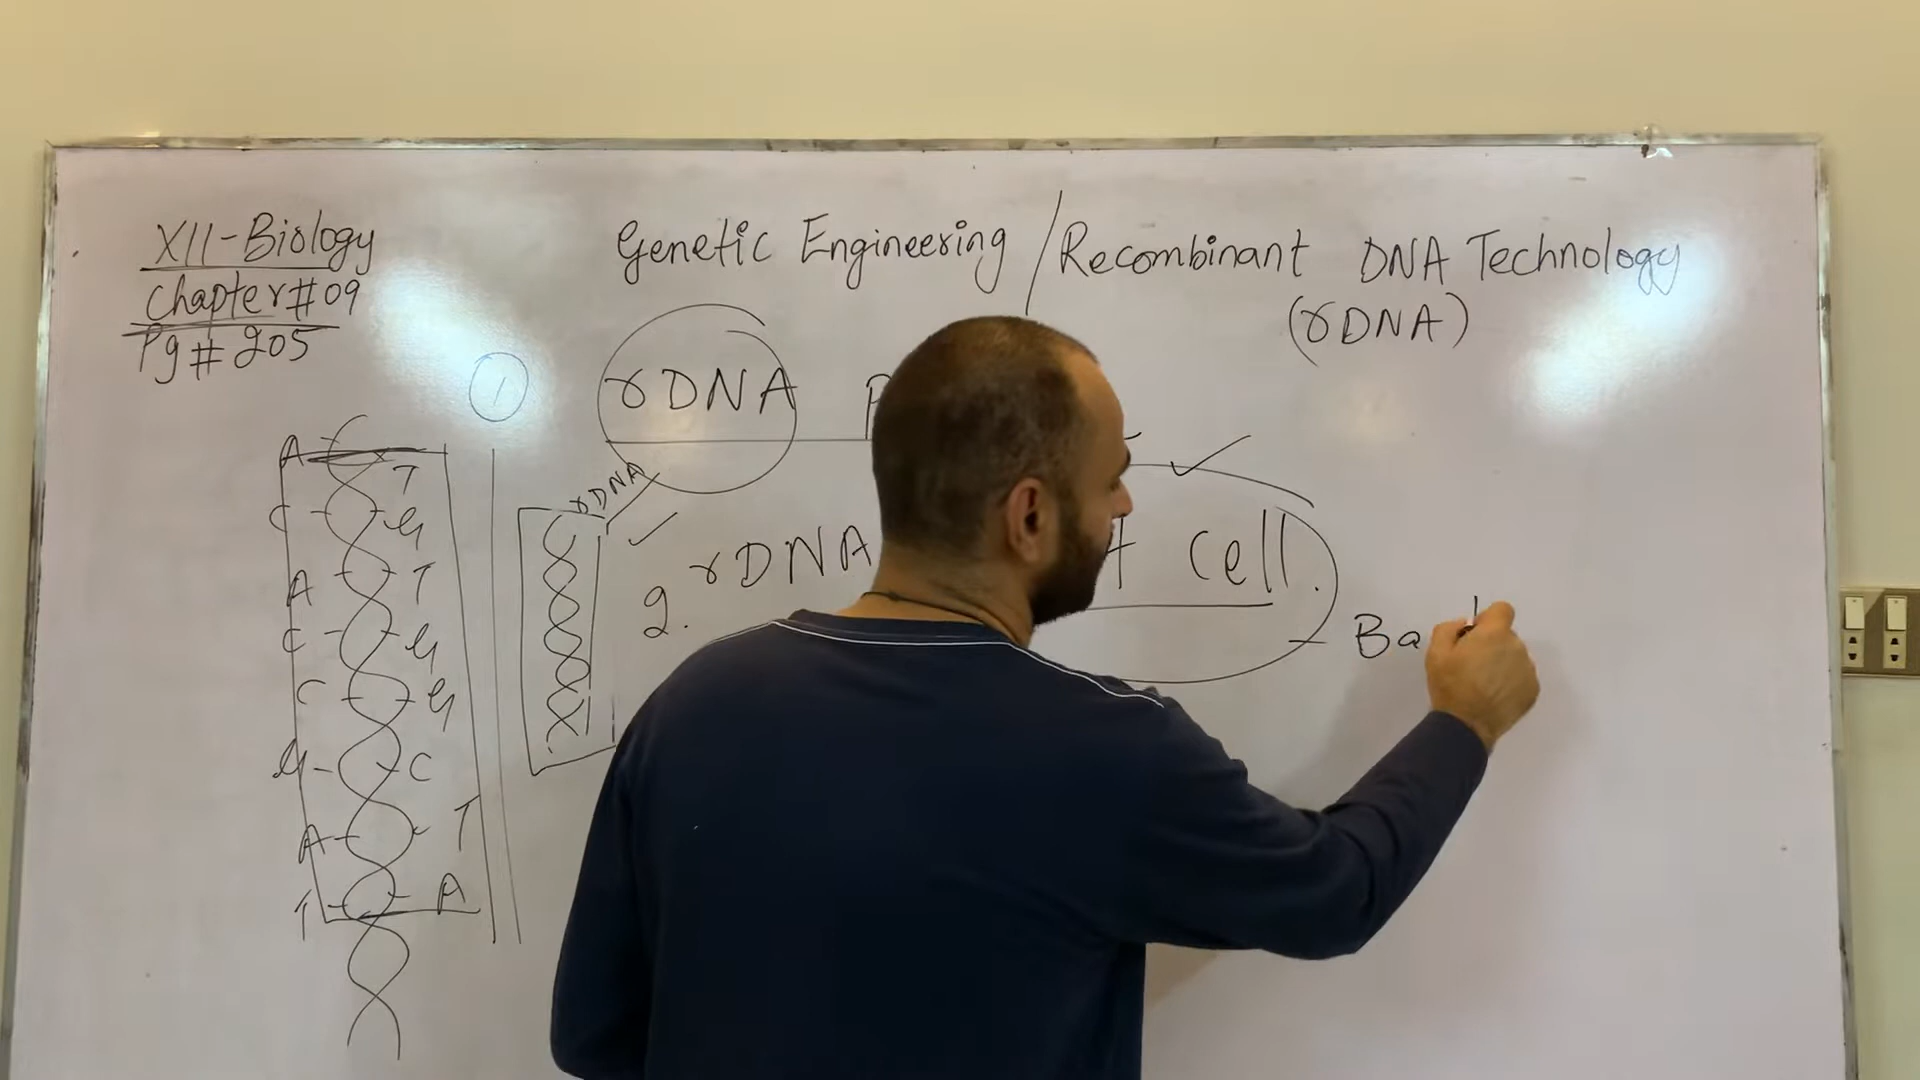 XII-Biology
Chapter # 09
Pg # 205
Genetic Engineering / Recombinant DNA Technology
(rDNA)
1
rDNA
rDNA
2. rDNA
cell.
Ba
A T
C G
A T
C G
C G
G C
A T
T A